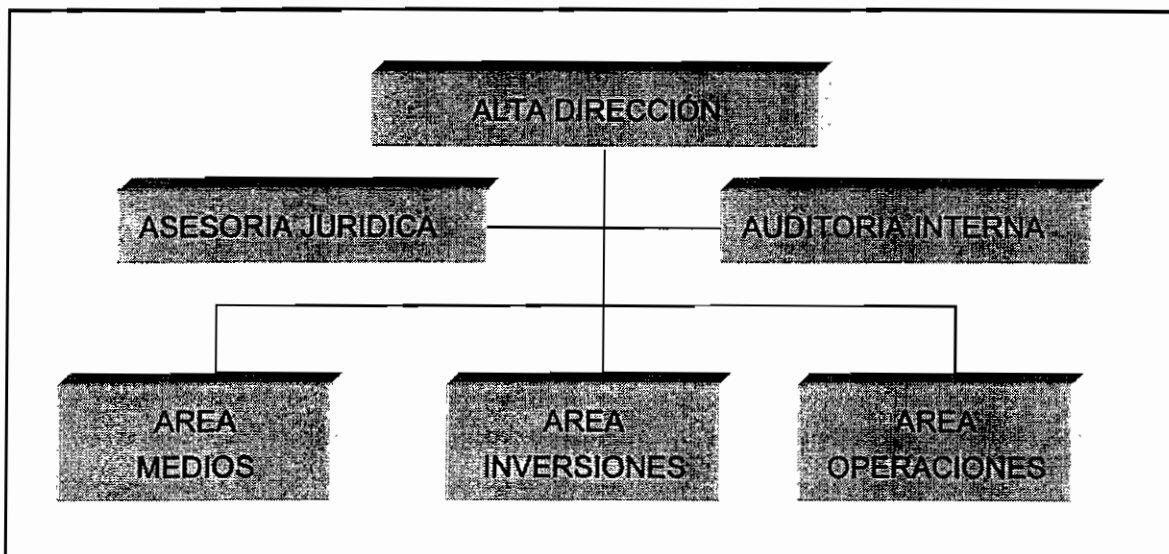 ALTA DIRECCIÓN
ASESORIA JURIDICA
AUDITORIA INTERNA
AREA
MEDIOS
AREA
INVERSIONES
AREA
OPERACIONES